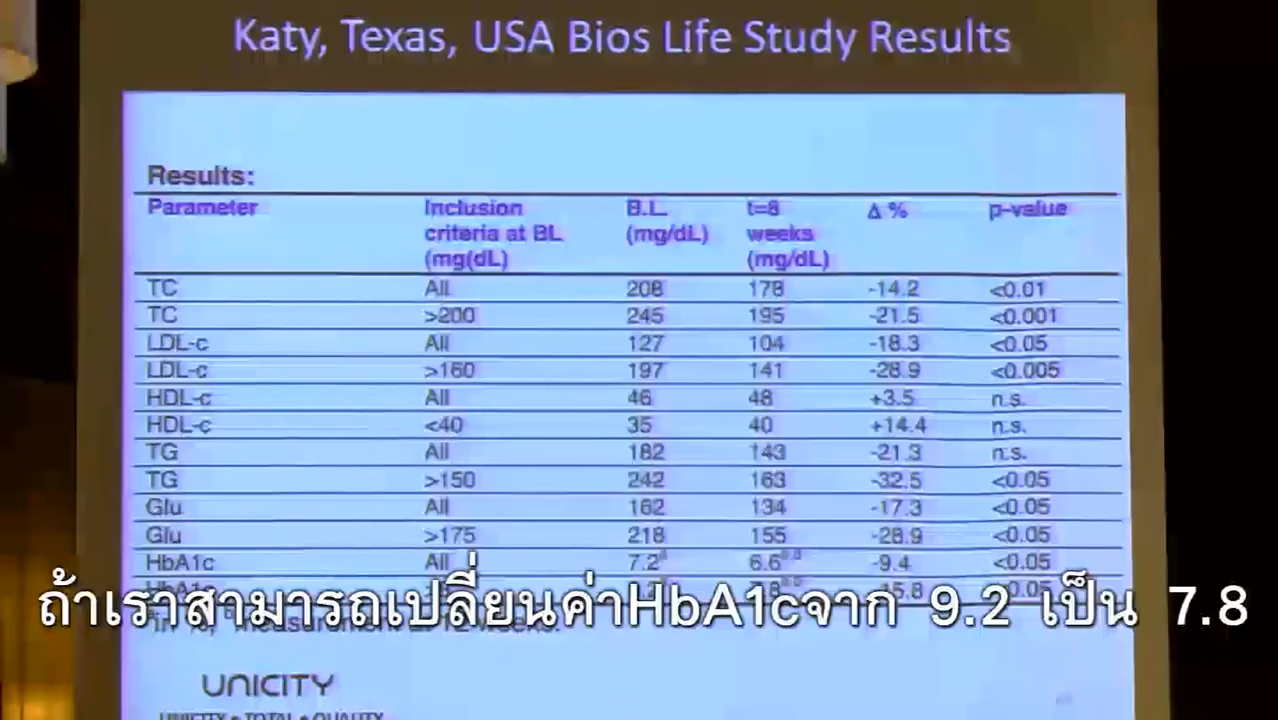 Katy, Texas, USA Bios Life Study Results
Results:
Parameter Inclusion criteria at BL (mg(dL) B.L. (mg/dL) t=8 weeks (mg/dL) Δ % p-value
TC All 208 178 -14.2 <0.01
TC >200 245 195 -21.5 <0.001
LDL-c All 127 104 -18.3 <0.05
LDL-c >160 197 141 -28.9 <0.005
HDL-c All 46 48 +3.5 n.s.
HDL-c <40 35 40 +14.4 n.s.
TG All 182 143 -21.3 n.s.
TG >150 242 163 -32.5 <0.05
Glu All 162 134 -17.3 <0.05
Glu >175 218 155 -28.9 <0.05
HbA1c All 7.2 6.6 -9.4 <0.05
ถ้าเราสามารถเปลี่ยนค่าHbA1cจาก 9.2 เป็น 7.8
UNICITY
UNICITY • TOTAL • QUALITY